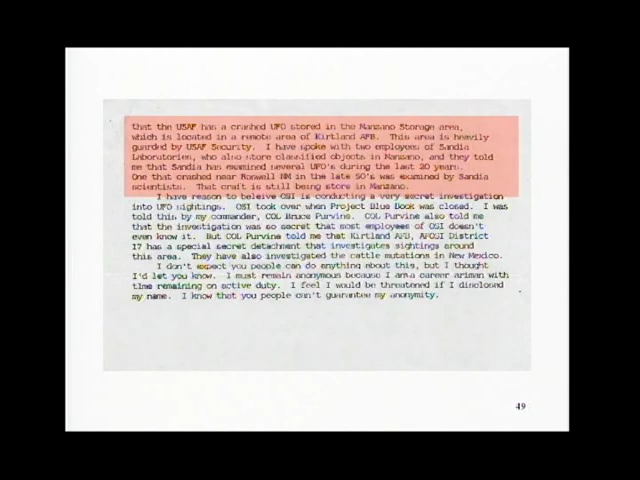 that the USAF has a crashed UFO stored in the Manzano Storage area,
which is located in a remote area of Kirtland AFB. This area is heavily
guarded by USAF Security. I have spoke with two employees of Sandia
Laboratories, who also store classified objects in Manzano, and they told
me that Sandia has examined several UFO's during the last 20 years.
One that crashed near Roswell NM in the late 50's was examined by Sandia
scientists. That craft is still being store in Manzano.
I have reason to beleive OSI is conducting a very secret investigation
into UFO sightings. OSI took over when Project Blue Book was closed. I was
told this by my commander, COL Bruce Purvine. COL Purvine also told me
that the investigation was so secret that most employees of OSI doesn't
even know it. But COL Purvine told me that Kirtland AFB, AFOSI District
17 has a special secret detachment that investigates sightings around
this area. They have also investigated the cattle mutations in New Mexico.
I don't expect you people can do anything about this, but I thought
I'd let you know. I must remain anonymous because I am a career airman with
time remaining on active duty. I feel I would be threatened if I disclosed
my name. I know that you people can't guarantee my anonymity.
49